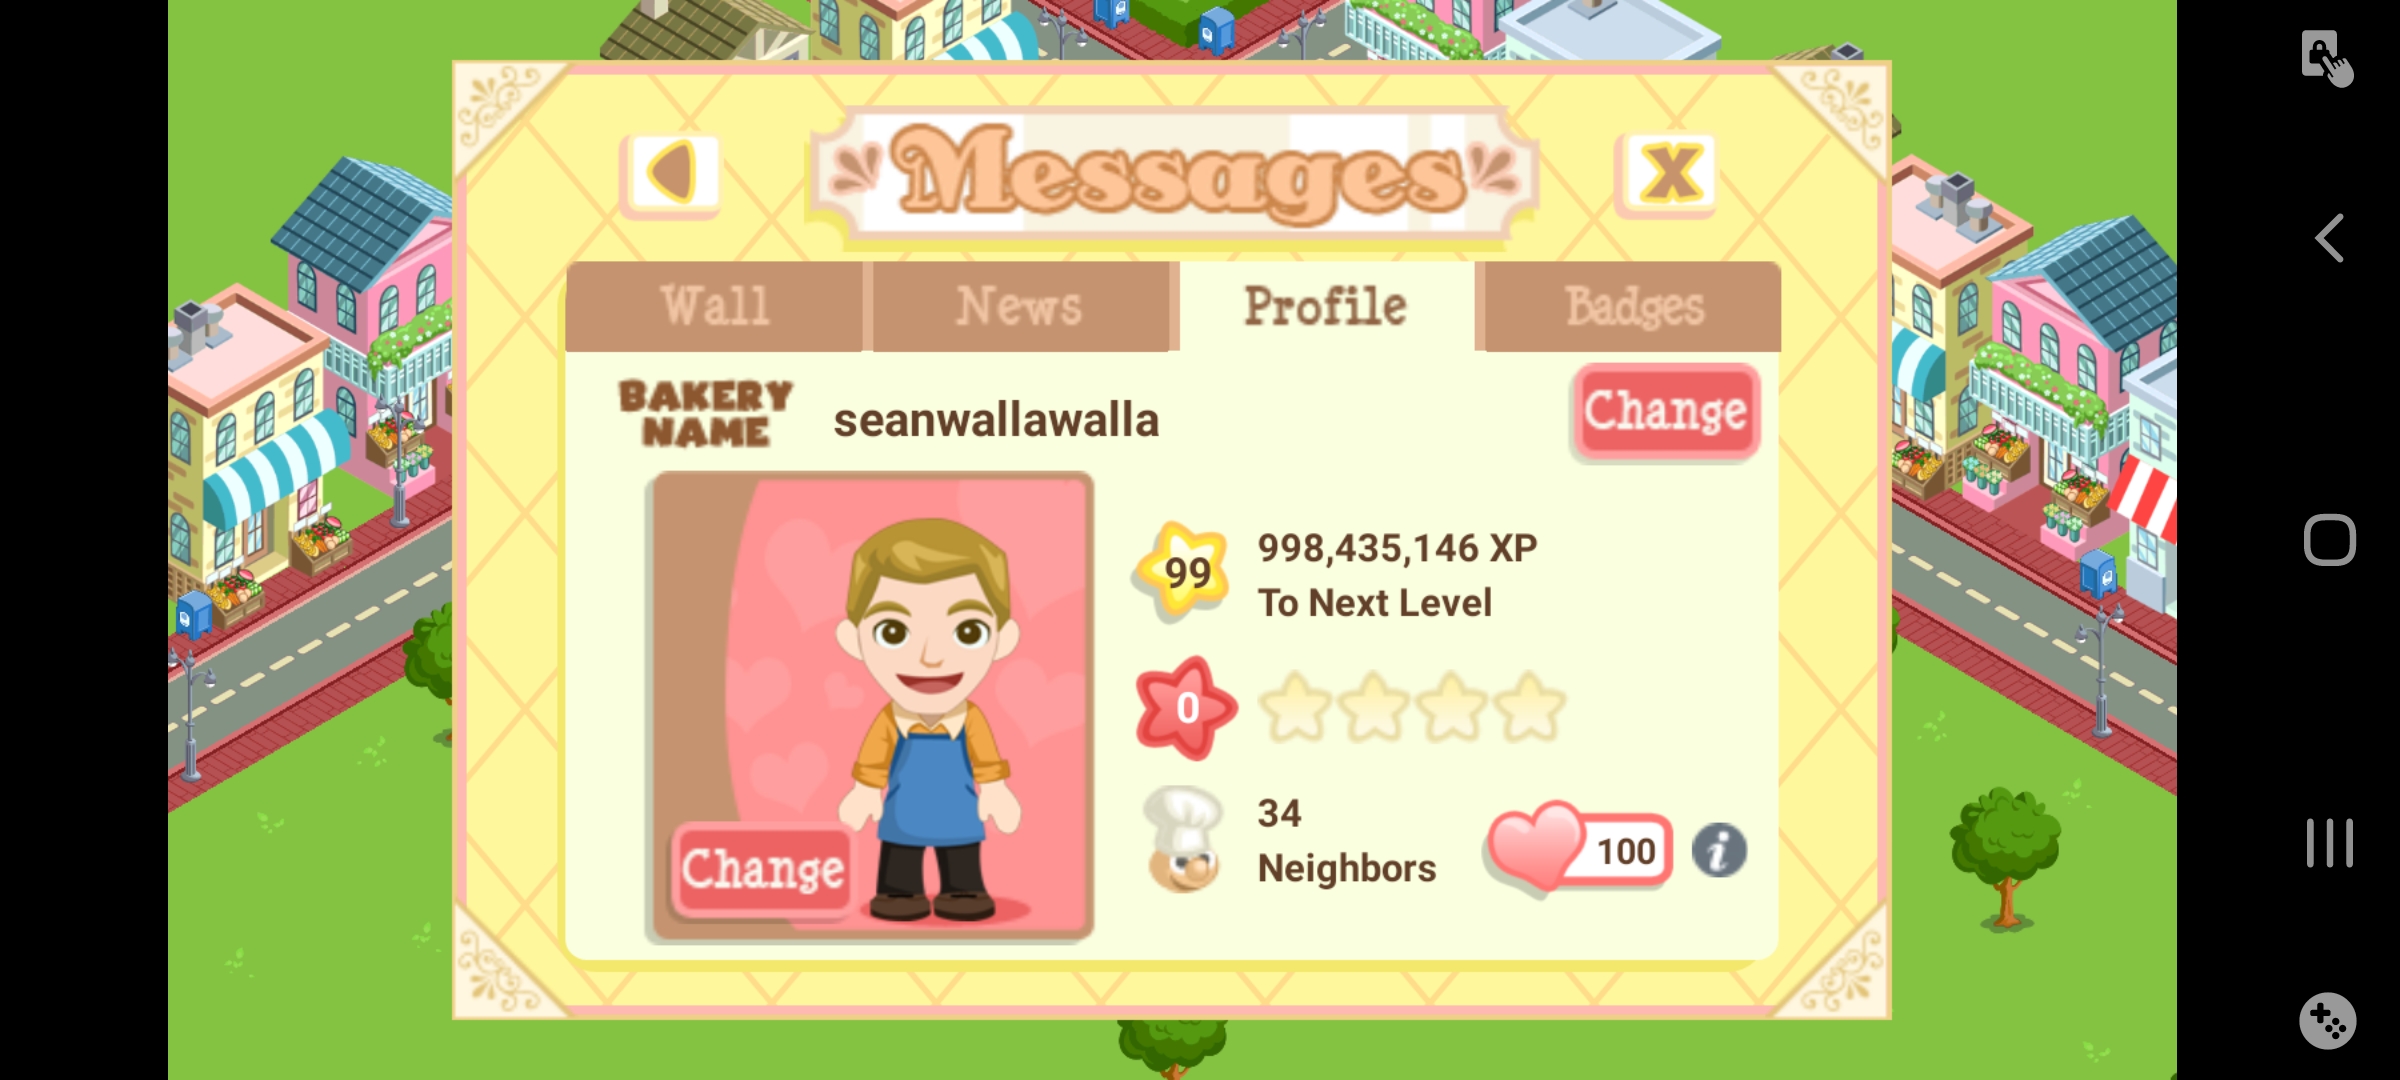 Messages
X
Wall
News
Profile
Badges
BAKERY
NAME
seanwallawalla
Change
99
998,435,146 XP
To Next Level
0
34
Neighbors
100
i
Change